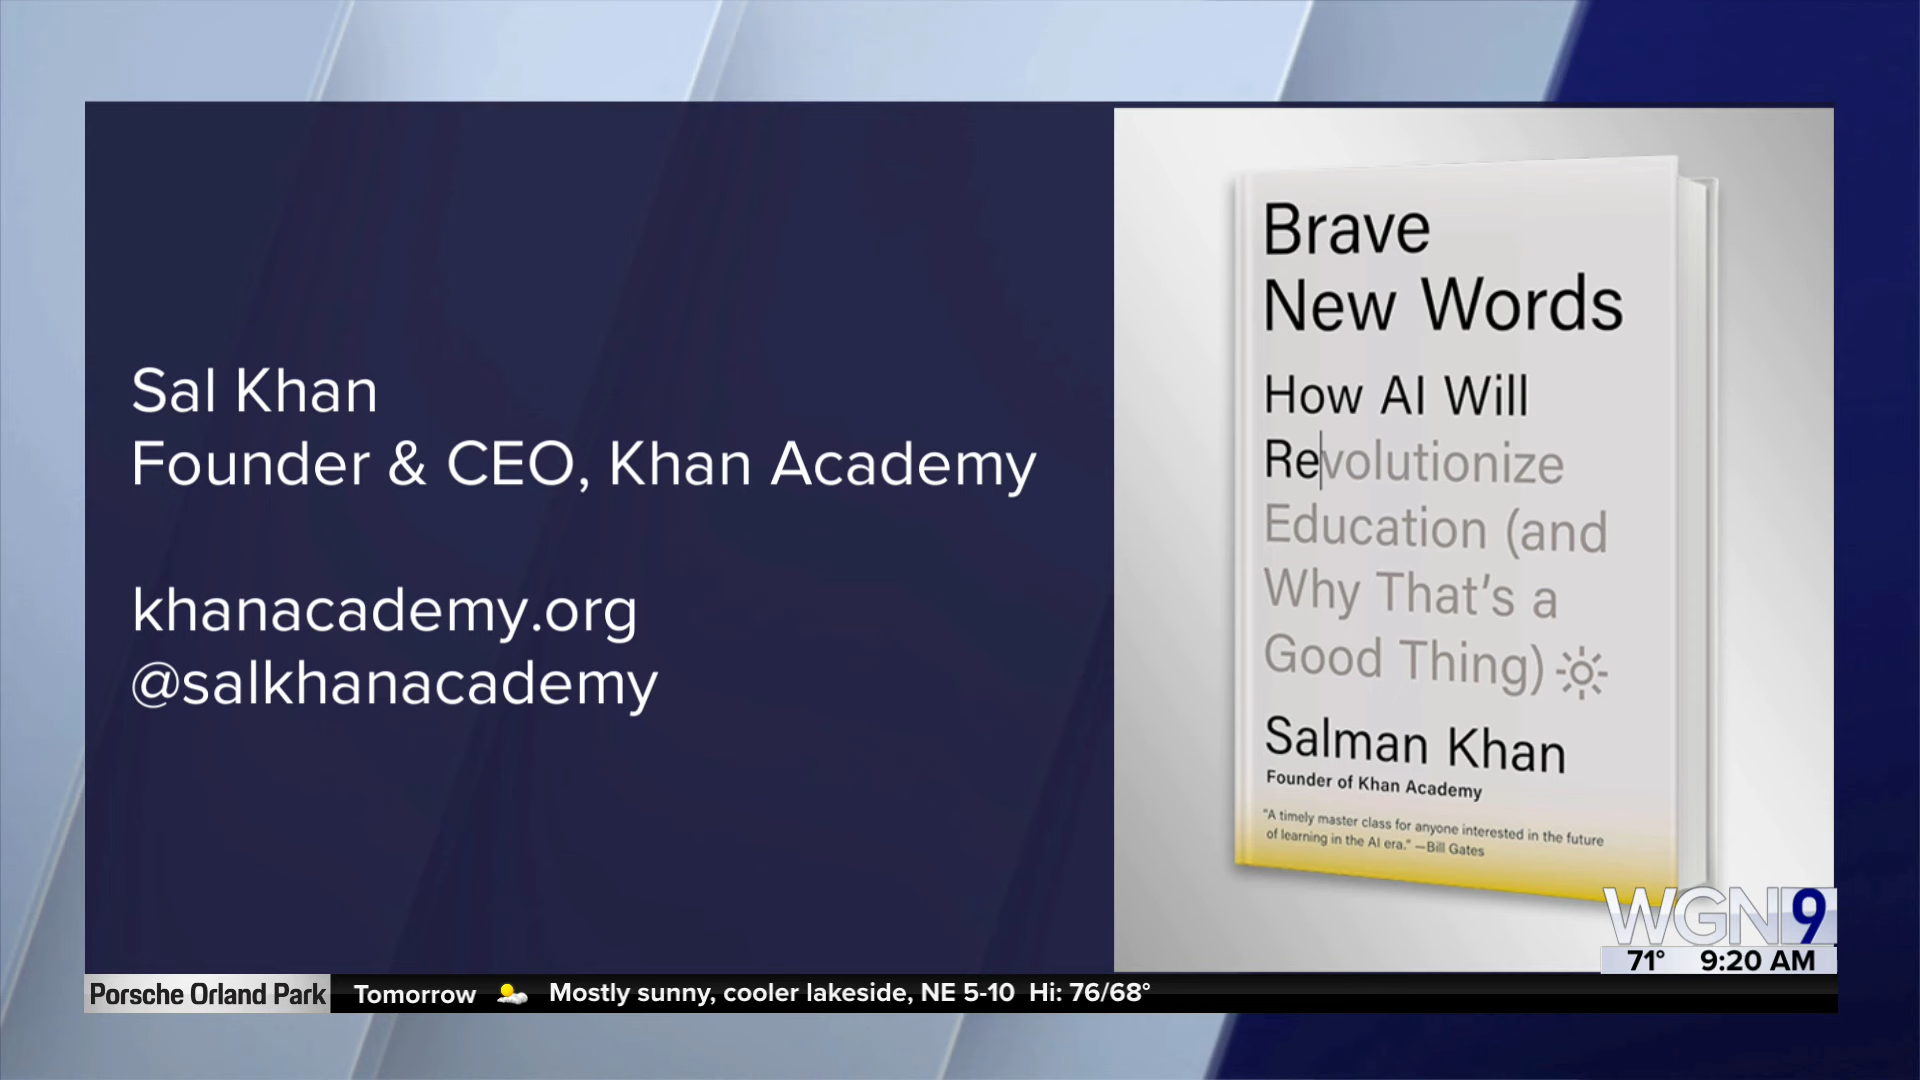 Sal Khan
Founder & CEO, Khan Academy
khanacademy.org
@salkhanacademy
Brave
New Words
How AI Will
Revolutionize
Education (and
Why That's a
Good Thing)
Salman Khan
Founder of Khan Academy
"A timely master class for anyone interested in the future
of learning in the AI era." —Bill Gates
WGN9
71° 9:20 AM
Porsche Orland Park Tomorrow Mostly sunny, cooler lakeside, NE 5-10 Hi: 76/68°